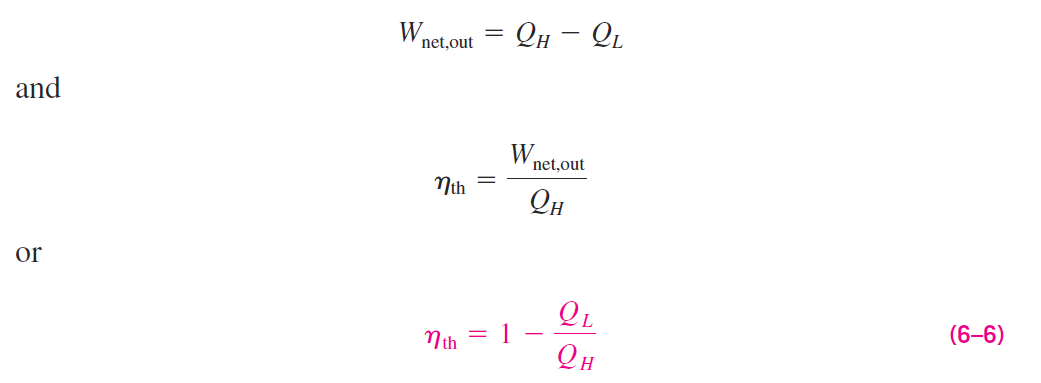 W_net,out = Q_H − Q_L
and
η_th = W_net,out / Q_H
or
η_th = 1 − Q_L / Q_H (6–6)